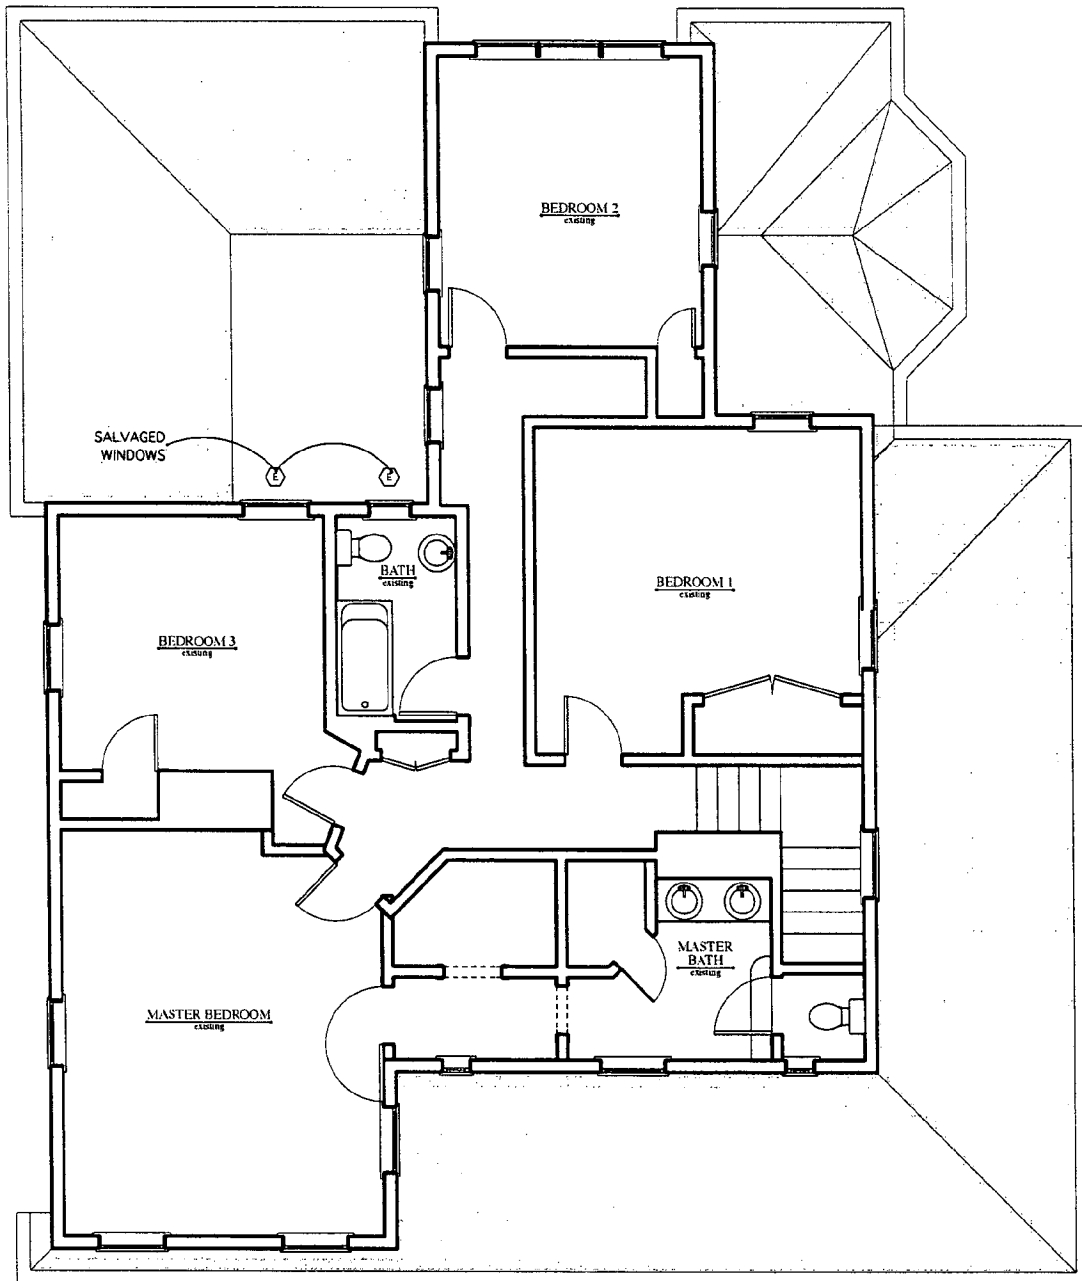 BEDROOM 2
existing
SALVAGED
WINDOWS
E
E
BATH
existing
BEDROOM 1
existing
BEDROOM 3
existing
MASTER
BATH
existing
MASTER BEDROOM
existing